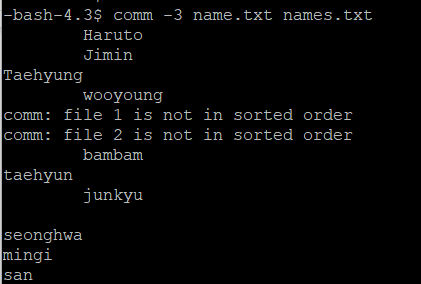 -bash-4.3$ comm -3 name.txt names.txt
        Haruto
        Jimin
Taehyung
        wooyoung
comm: file 1 is not in sorted order
comm: file 2 is not in sorted order
        bambam
taehyun
        junkyu

seonghwa
mingi
san